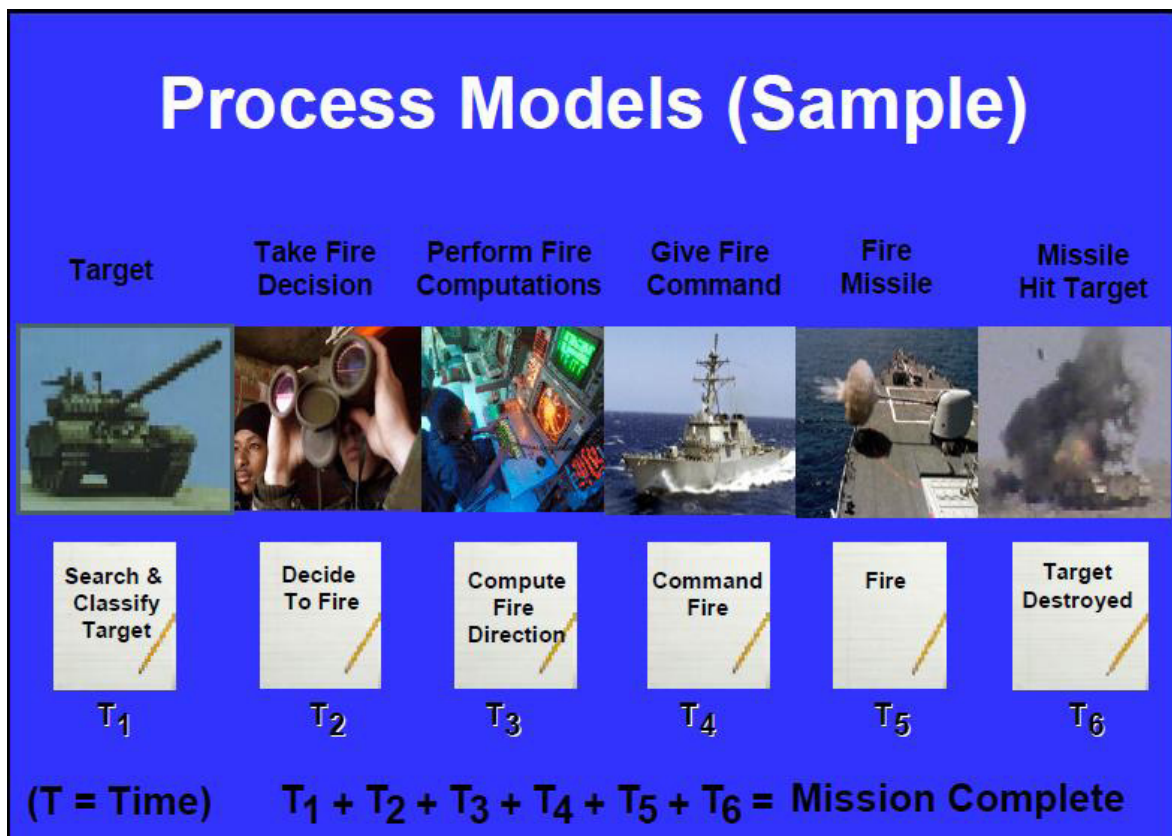 Process Models (Sample)
Target
Take Fire
Decision
Perform Fire
Computations
Give Fire
Command
Fire
Missile
Missile
Hit Target
Search &
Classify
Target
Decide
To Fire
Compute
Fire
Direction
Command
Fire
Fire
Target
Destroyed
T1
T2
T3
T4
T5
T6
(T = Time)
T1 + T2 + T3 + T4 + T5 + T6 = Mission Complete